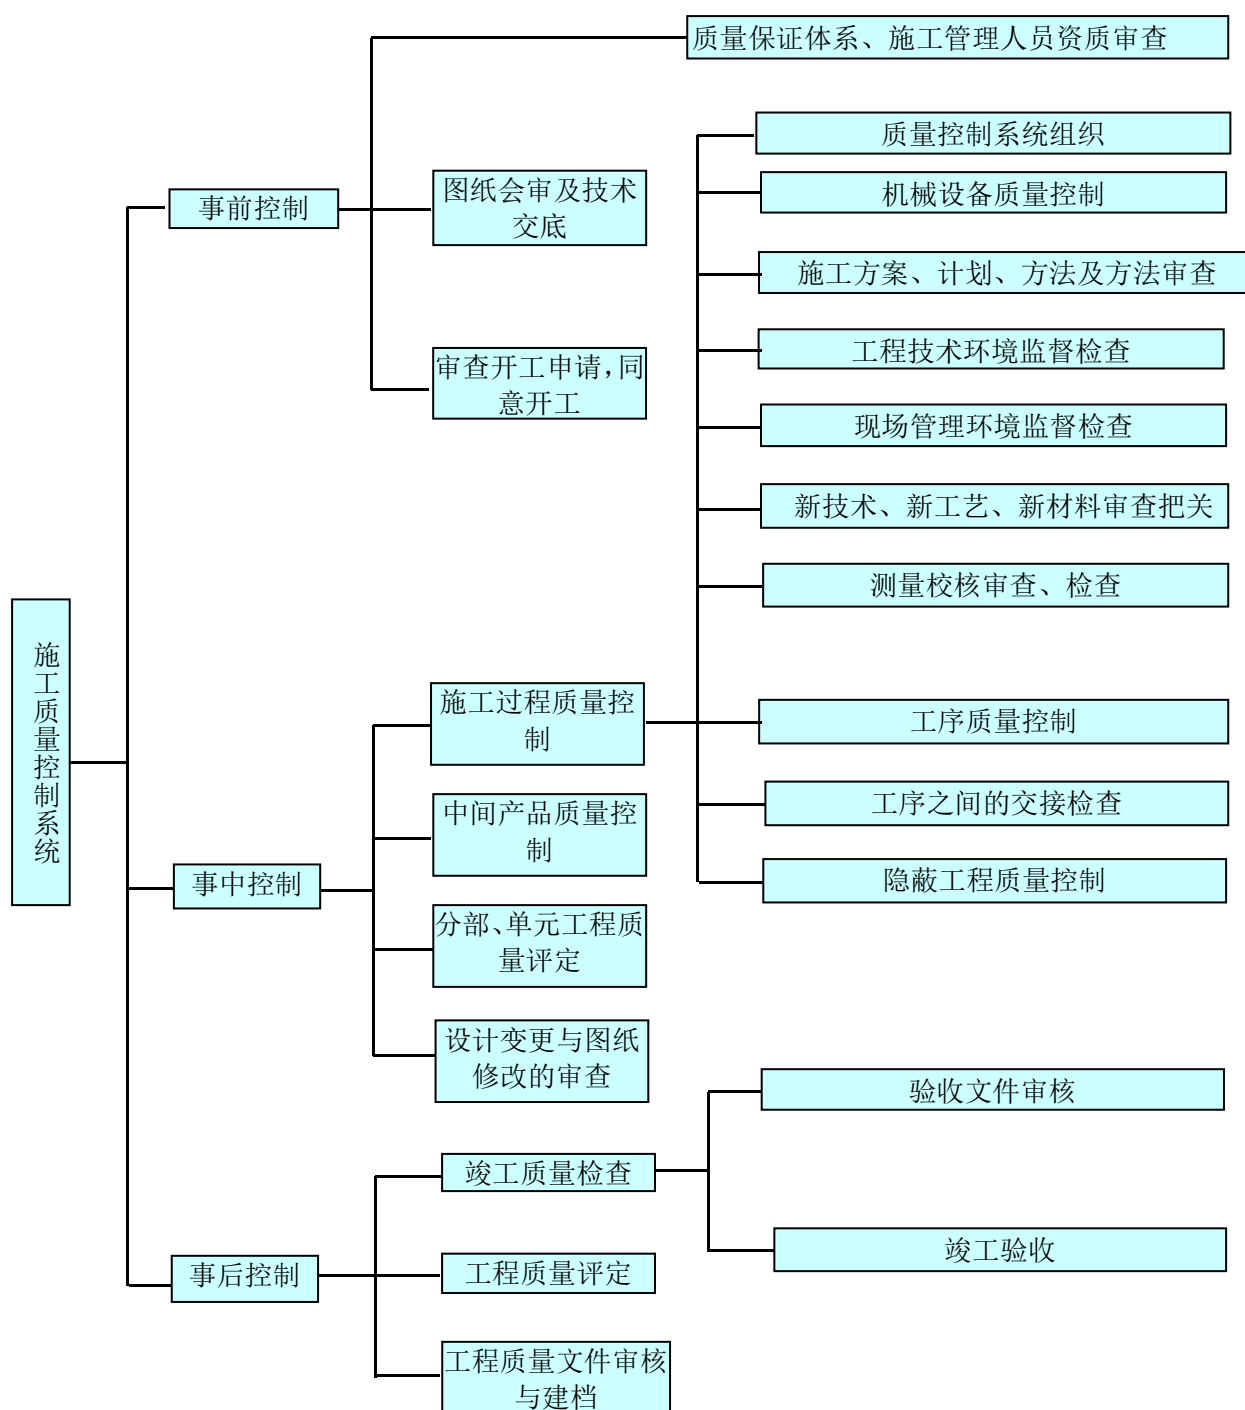 质量保证体系、施工管理人员资质审查
质量控制系统组织
机械设备质量控制
事前控制
图纸会审及技术
交底
施工方案、计划、方法及方法审查
工程技术环境监督检查
审查开工申请,同
意开工
现场管理环境监督检查
新技术、新工艺、新材料审查把关
测量校核审查、检查
施工质量控制系统
施工过程质量控
制
工序质量控制
中间产品质量控
制
工序之间的交接检查
事中控制
隐蔽工程质量控制
分部、单元工程质
量评定
设计变更与图纸
修改的审查
验收文件审核
竣工质量检查
竣工验收
事后控制
工程质量评定
工程质量文件审核
与建档